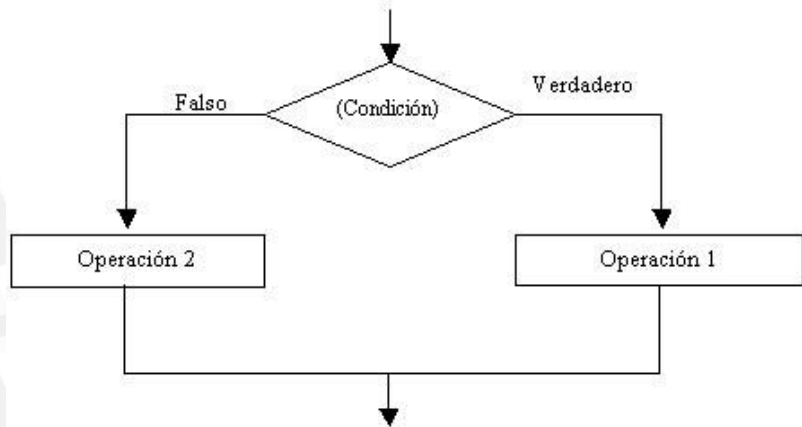 Falso
(Condición)
Verdadero
Operación 2
Operación 1